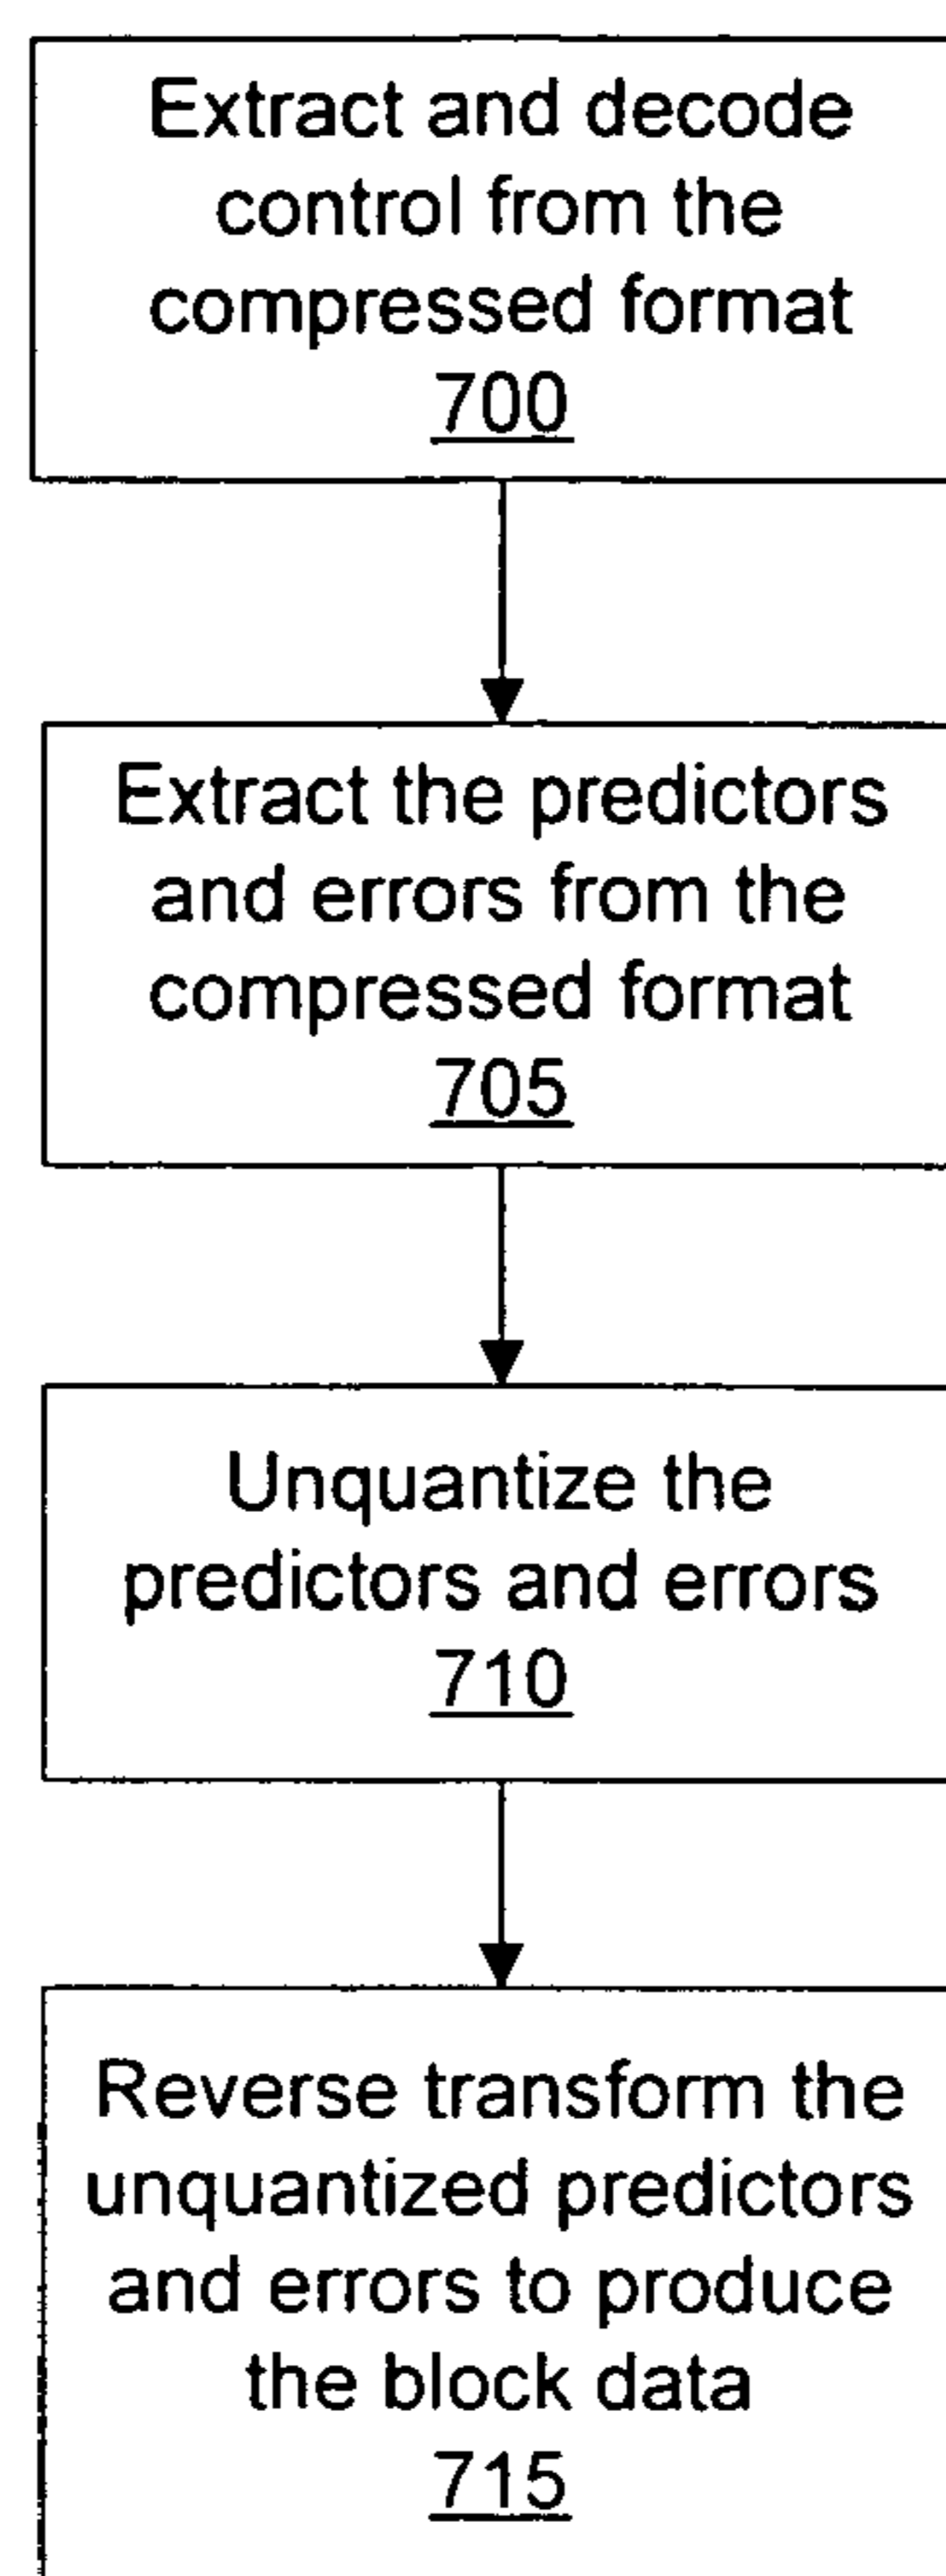 Extract and decode
control from the
compressed format
700
Extract the predictors
and errors from the
compressed format
705
Unquantize the
predictors and errors
710
Reverse transform the
unquantized predictors
and errors to produce
the block data
715